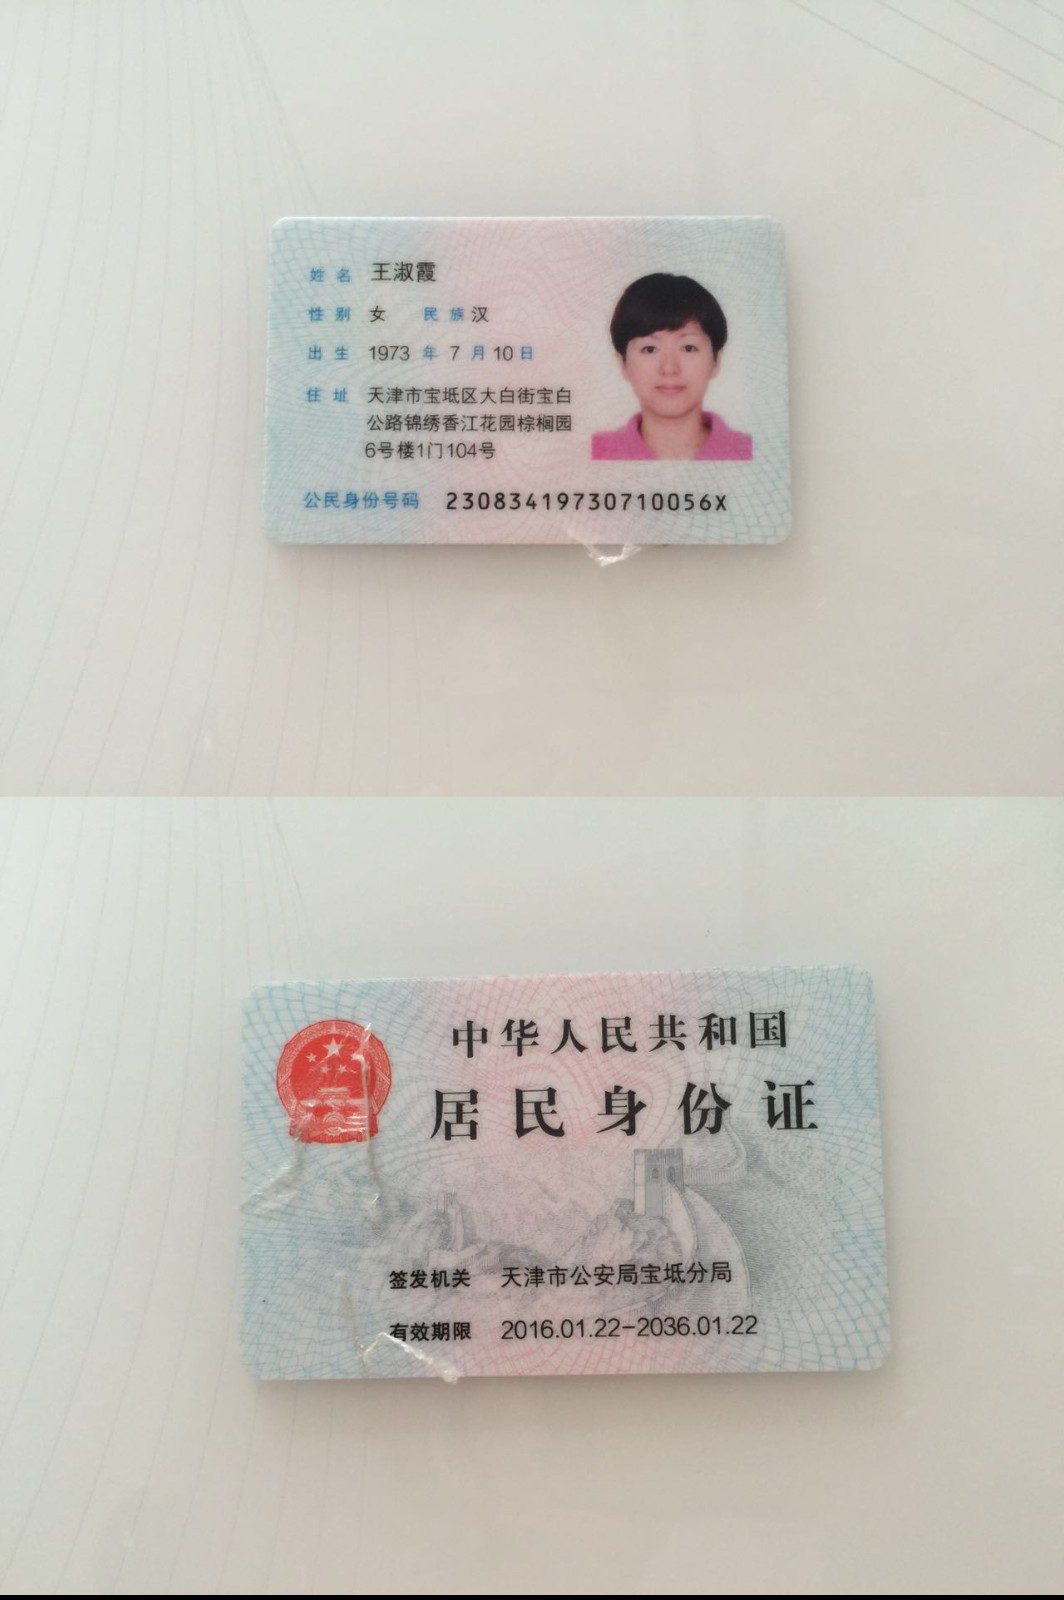 姓名 王淑霞
性别 女 民族 汉
出生 1973 年 7 月 10 日
住址 天津市宝坻区大白街宝白
公路锦绣香江花园棕榈园
6号楼1门104号
公民身份号码 23083419730710056X
中华人民共和国
居民身份证
签发机关 天津市公安局宝坻分局
有效期限 2016.01.22-2036.01.22